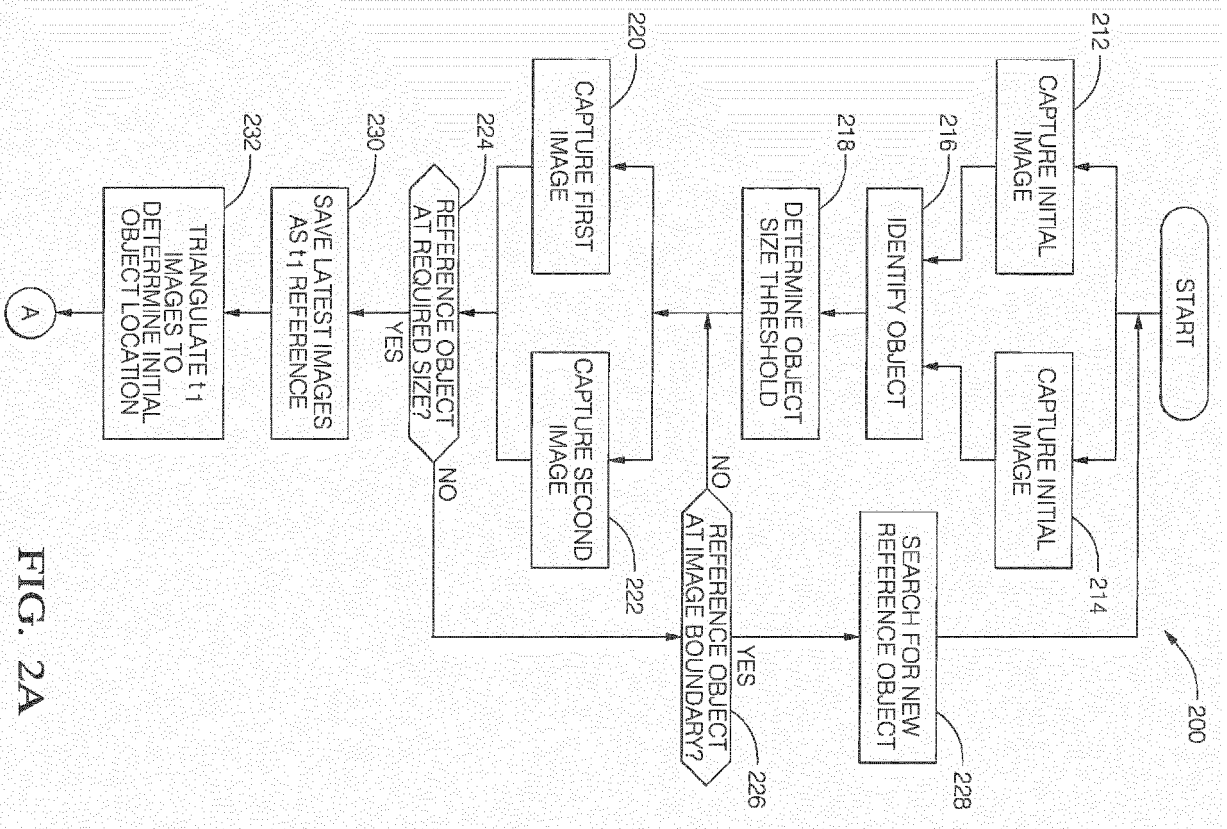 200
START
212
CAPTURE INITIAL
IMAGE
CAPTURE INITIAL
IMAGE
214
216
IDENTIFY OBJECT
SEARCH FOR NEW
REFERENCE OBJECT
228
218
DETERMINE OBJECT
SIZE THRESHOLD
NO
REFERENCE OBJECT
AT IMAGE BOUNDARY?
YES
226
220
CAPTURE FIRST
IMAGE
CAPTURE SECOND
IMAGE
222
224
REFERENCE OBJECT
AT REQUIRED SIZE?
NO
YES
230
SAVE LATEST IMAGES
AS t1 REFERENCE
232
TRIANGULATE t1
IMAGES TO
DETERRMINE INITIAL
OBJECT LOCATION
A
FIG. 2A